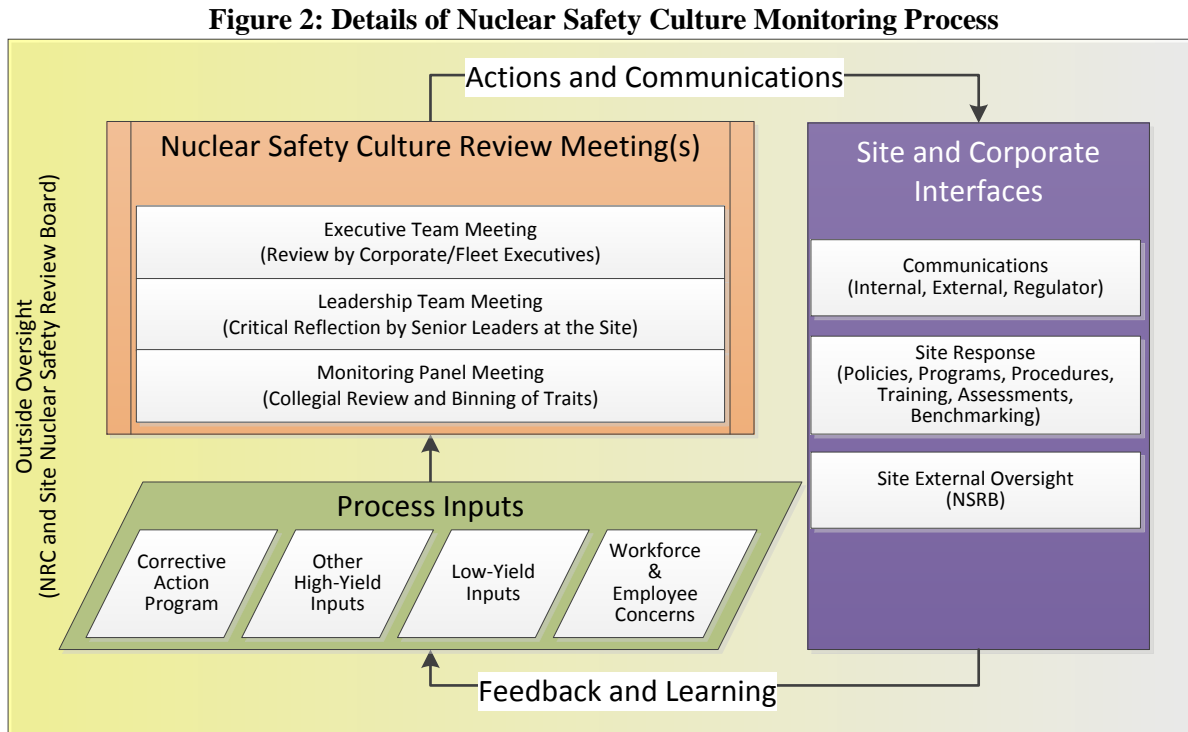 Figure 2: Details of Nuclear Safety Culture Monitoring Process
Actions and Communications
Outside Oversight
(NRC and Site Nuclear Safety Review Board)
Nuclear Safety Culture Review Meeting(s)
Executive Team Meeting
(Review by Corporate/Fleet Executives)
Leadership Team Meeting
(Critical Reflection by Senior Leaders at the Site)
Monitoring Panel Meeting
(Collegial Review and Binning of Traits)
Process Inputs
Corrective
Action
Program
Other
High-Yield
Inputs
Low-Yield
Inputs
Workforce
&
Employee
Concerns
Site and Corporate
Interfaces
Communications
(Internal, External, Regulator)
Site Response
(Policies, Programs, Procedures,
Training, Assessments,
Benchmarking)
Site External Oversight
(NSRB)
Feedback and Learning